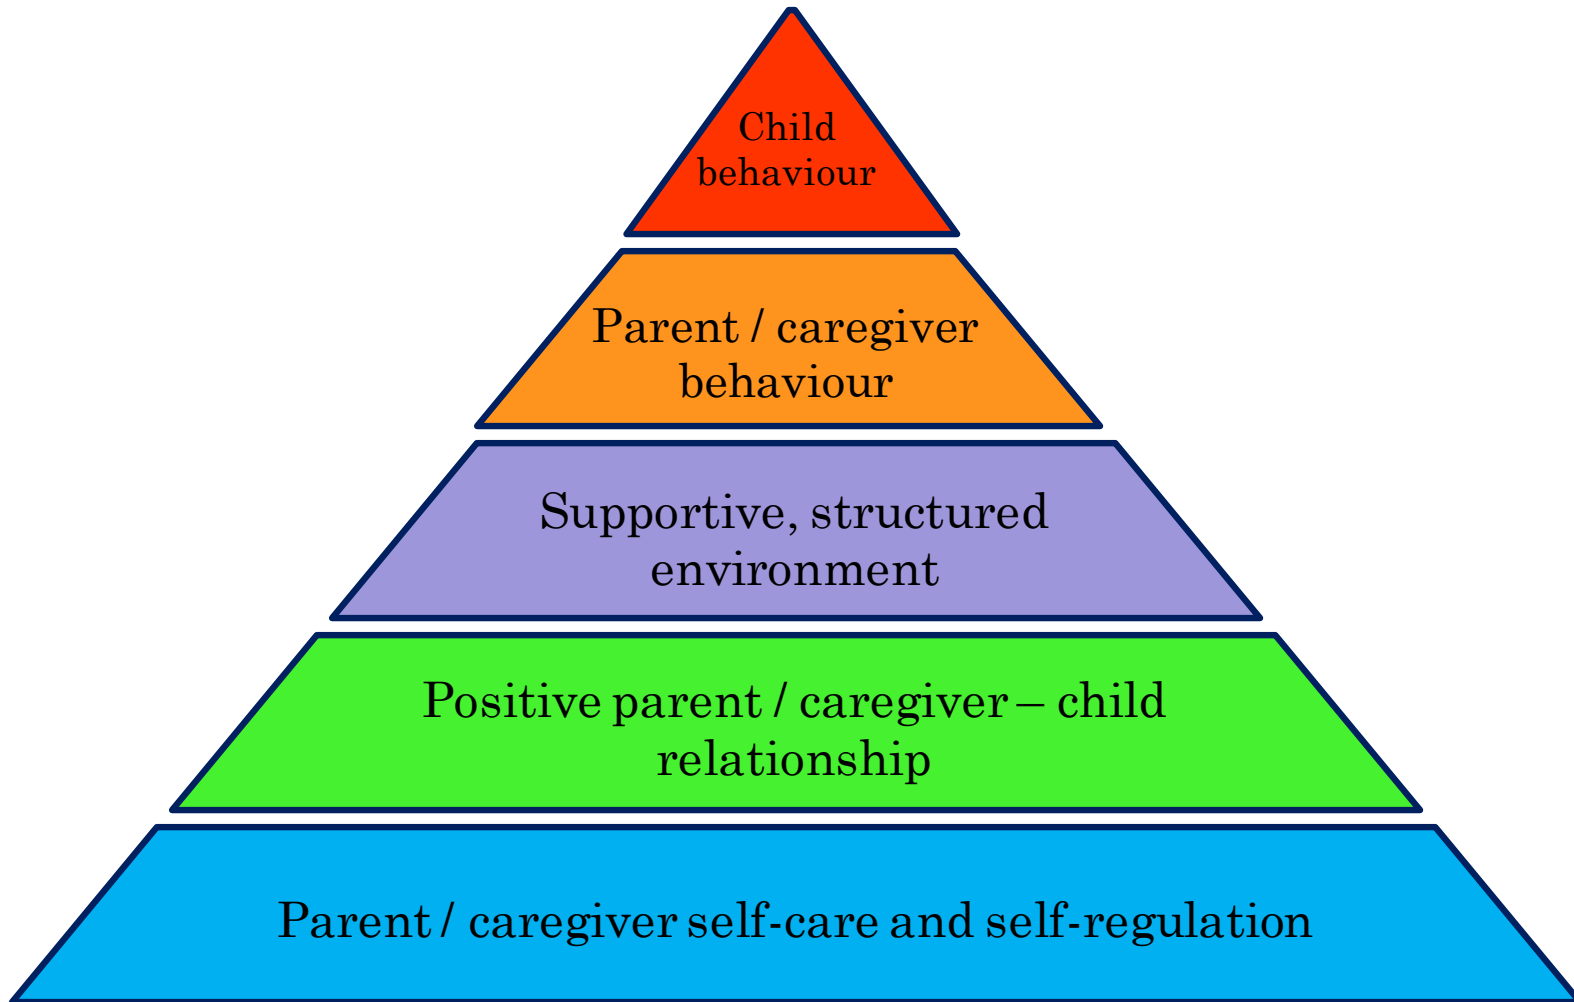 Child
behaviour
Parent / caregiver
behaviour
Supportive, structured
environment
Positive parent / caregiver – child
relationship
Parent / caregiver self-care and self-regulation